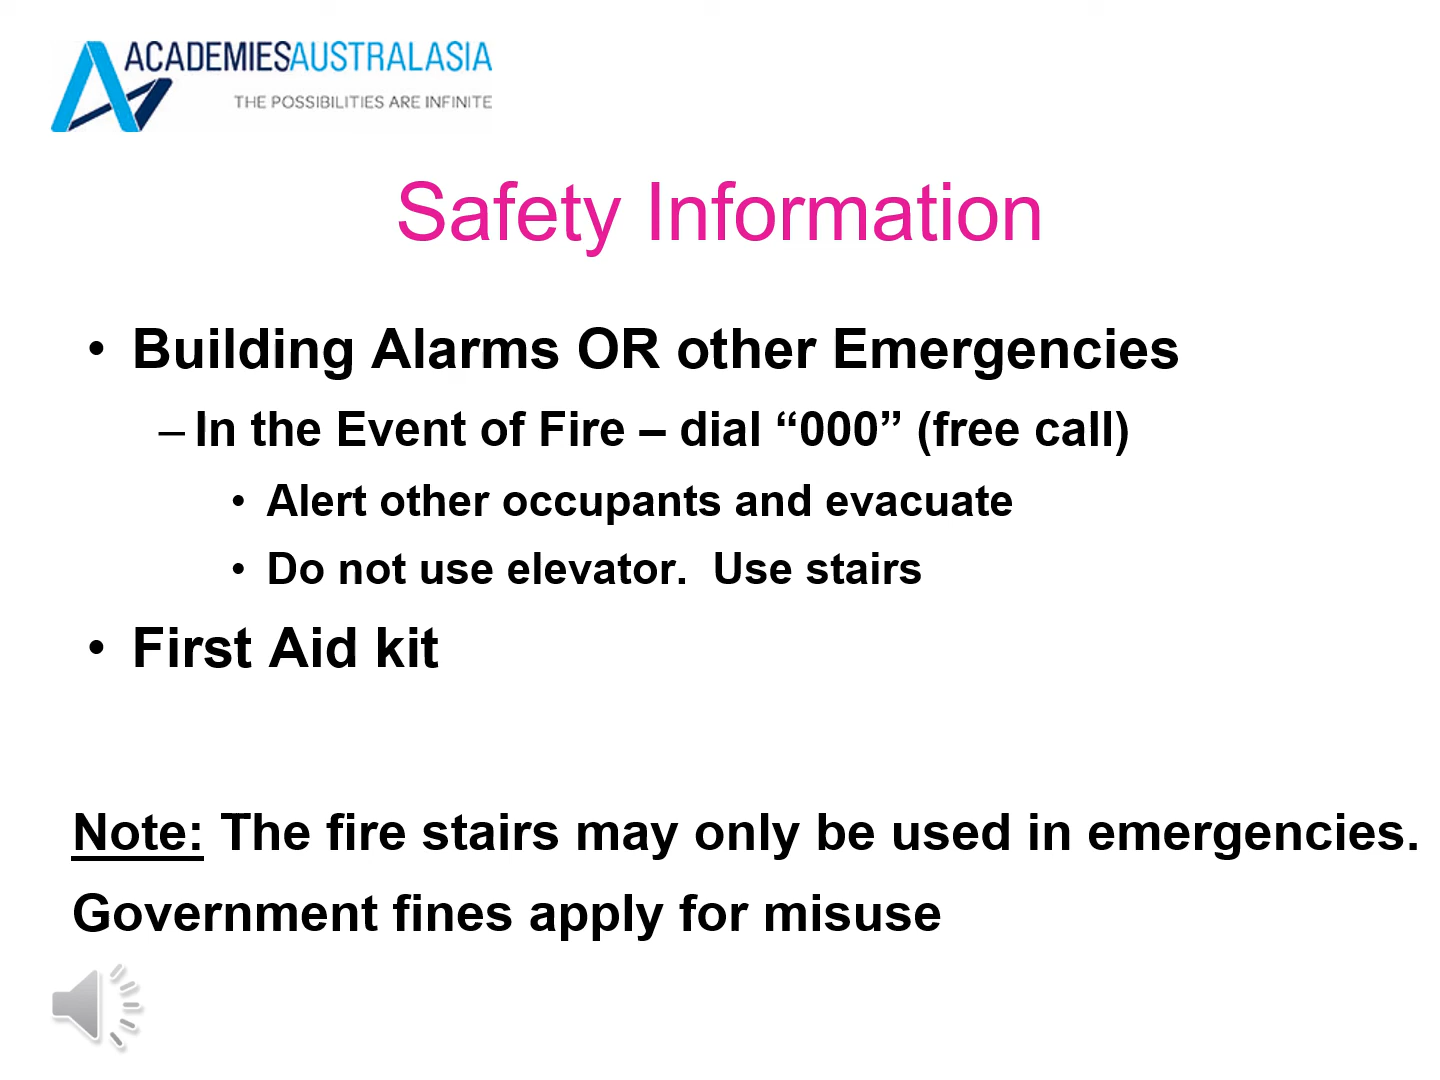 ACADEMIESAUSTRALASIA
THE POSSIBILITIES ARE INFINITE
Safety Information
• Building Alarms OR other Emergencies
– In the Event of Fire – dial “000” (free call)
• Alert other occupants and evacuate
• Do not use elevator.  Use stairs
• First Aid kit
Note: The fire stairs may only be used in emergencies.
Government fines apply for misuse